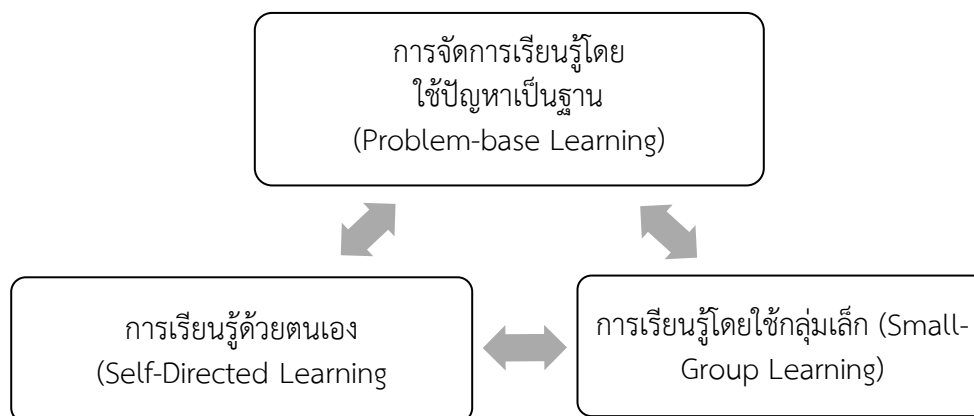 การจัดการเรียนรู้โดย
ใช้ปัญหาเป็นฐาน
(Problem-base Learning)
การเรียนรู้ด้วยตนเอง
(Self-Directed Learning
การเรียนรู้โดยใช้กลุ่มเล็ก (Small-
Group Learning)